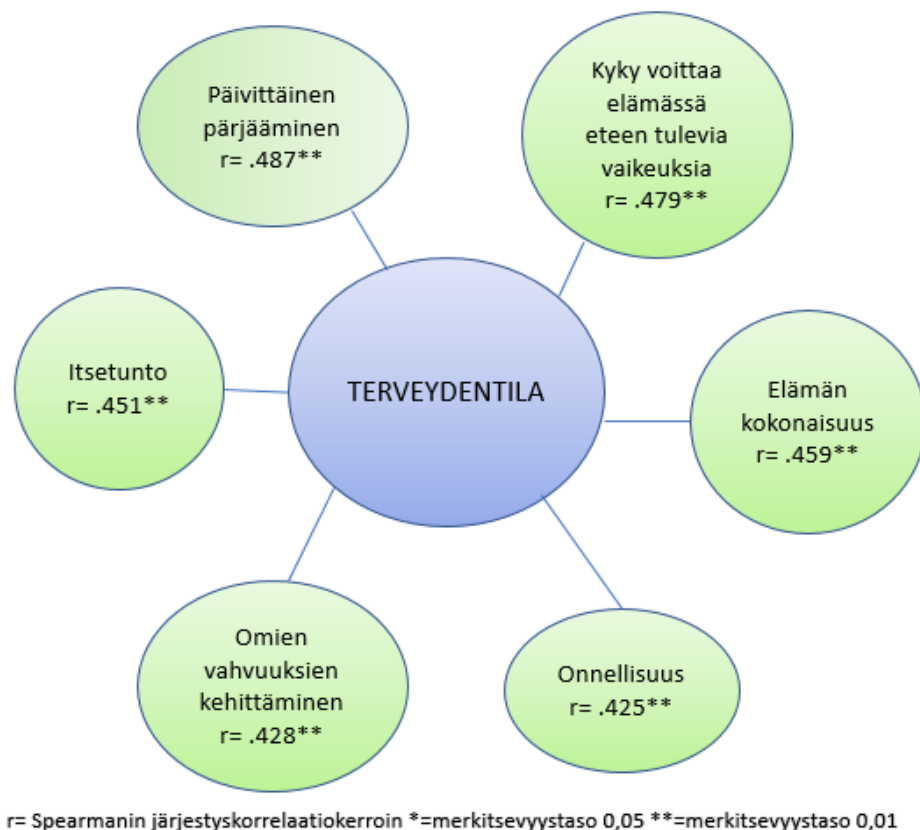 Päivittäinen
pärjääminen
r= .487**
Kyky voittaa
elämässä
eteen tulevia
vaikeuksia
r= .479**
Itsetunto
r= .451**
TERVEYDENTILA
Elämän
kokonaisuus
r= .459**
Omien
vahvuuksien
kehittäminen
r= .428**
Onnellisuus
r= .425**
r= Spearmanin järjestyskorrelaatiokerroin *=merkitsevyystaso 0,05 **=merkitsevyystaso 0,01